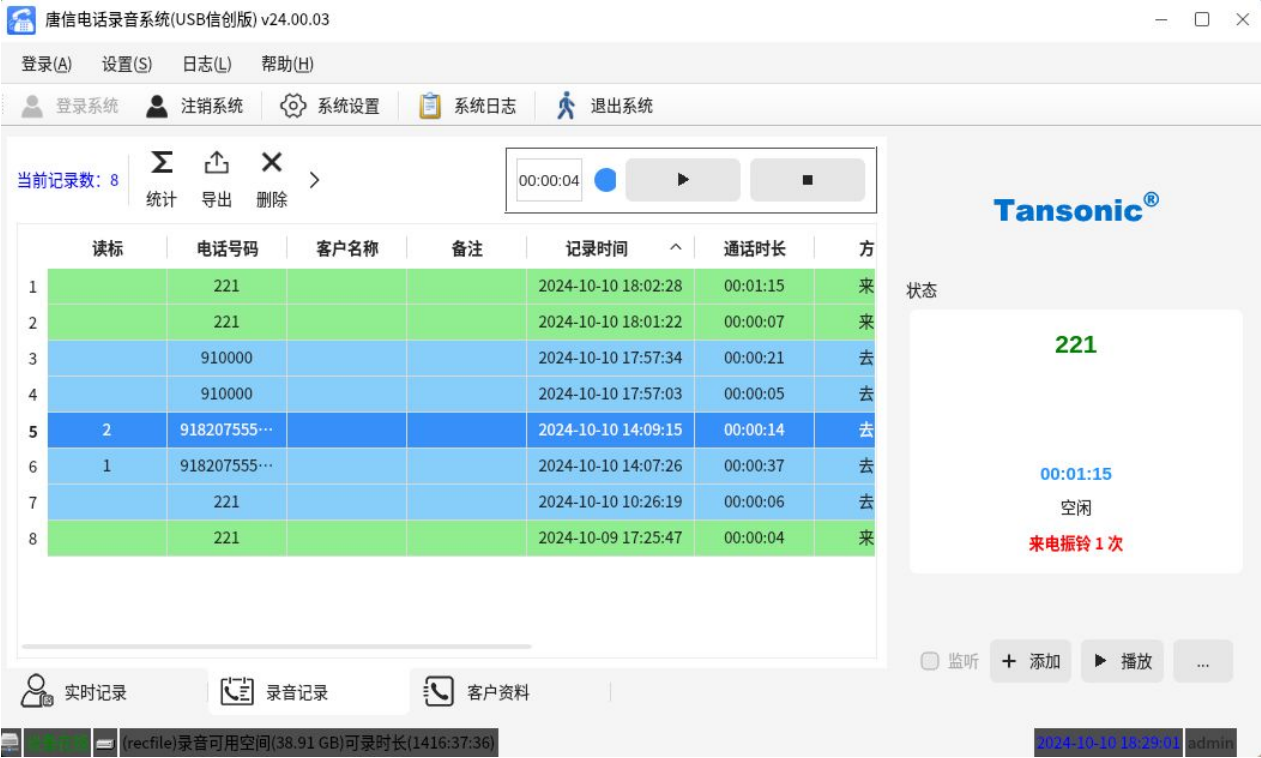 唐信电话录音系统(USB信创版) v24.00.03
登录(A) 设置(S) 日志(L) 帮助(H)
登录系统 注销系统 系统设置 系统日志 退出系统
当前记录数：8 统计 导出 删除 00:00:04
Tansonic®
读标 电话号码 客户名称 备注 记录时间 通话时长 方
1 221 2024-10-10 18:02:28 00:01:15 来
2 221 2024-10-10 18:01:22 00:00:07 来
3 910000 2024-10-10 17:57:34 00:00:21 去
4 910000 2024-10-10 17:57:03 00:00:05 去
5 2 918207555… 2024-10-10 14:09:15 00:00:14 去
6 1 918207555… 2024-10-10 14:07:26 00:00:37 去
7 221 2024-10-10 10:26:19 00:00:06 去
8 221 2024-10-09 17:25:47 00:00:04 来
状态
221
00:01:15
空闲
来电振铃 1 次
监听 添加 播放 ...
实时记录 录音记录 客户资料
(recfile)录音可用空间(38.91 GB)可录时长(1416:37:36)
2024-10-10 18:29:01 admin